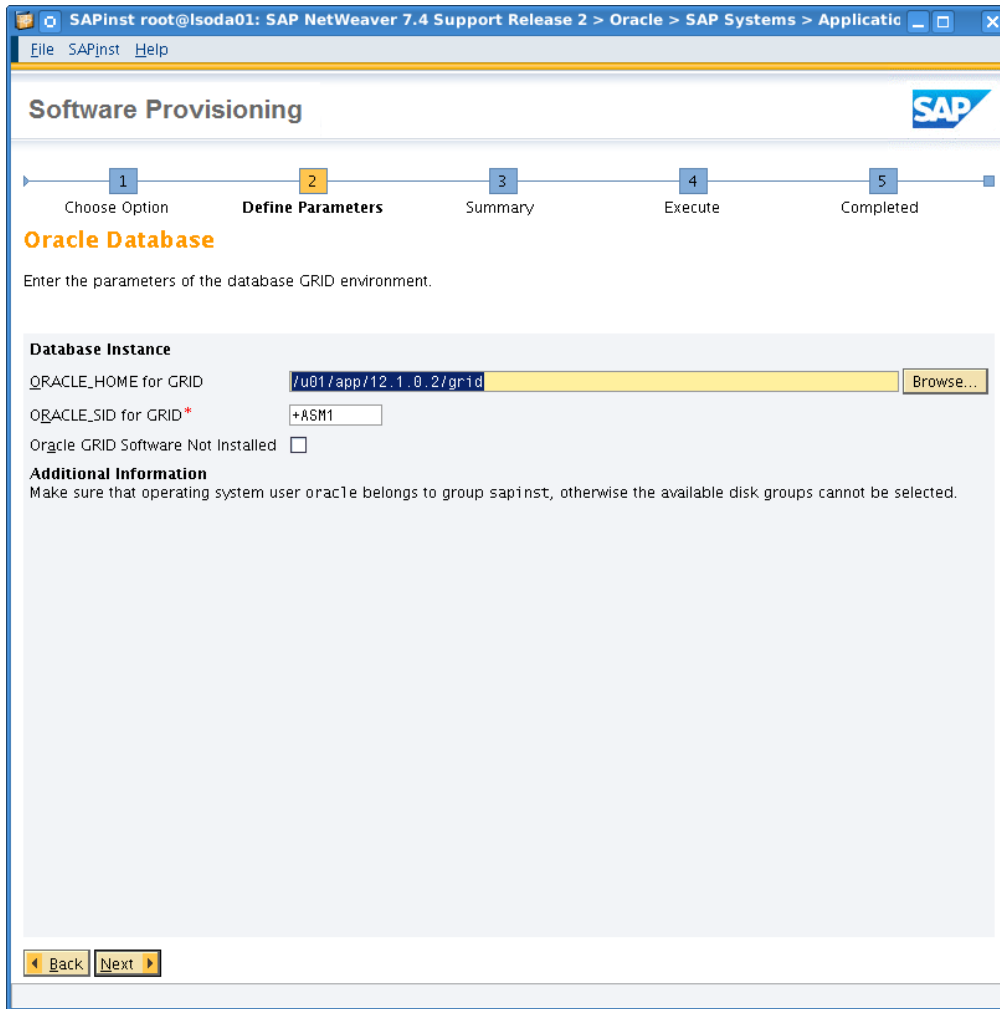 SAPinst root@lsoda01: SAP NetWeaver 7.4 Support Release 2 > Oracle > SAP Systems > Applicatio
File SAPinst Help
Software Provisioning
SAP
1 2 3 4 5
Choose Option Define Parameters Summary Execute Completed
Oracle Database
Enter the parameters of the database GRID environment.
Database Instance
ORACLE_HOME for GRID /u01/app/12.1.0.2/grid Browse...
ORACLE_SID for GRID* +ASM1
Oracle GRID Software Not Installed
Additional Information
Make sure that operating system user oracle belongs to group sapinst, otherwise the available disk groups cannot be selected.
Back Next